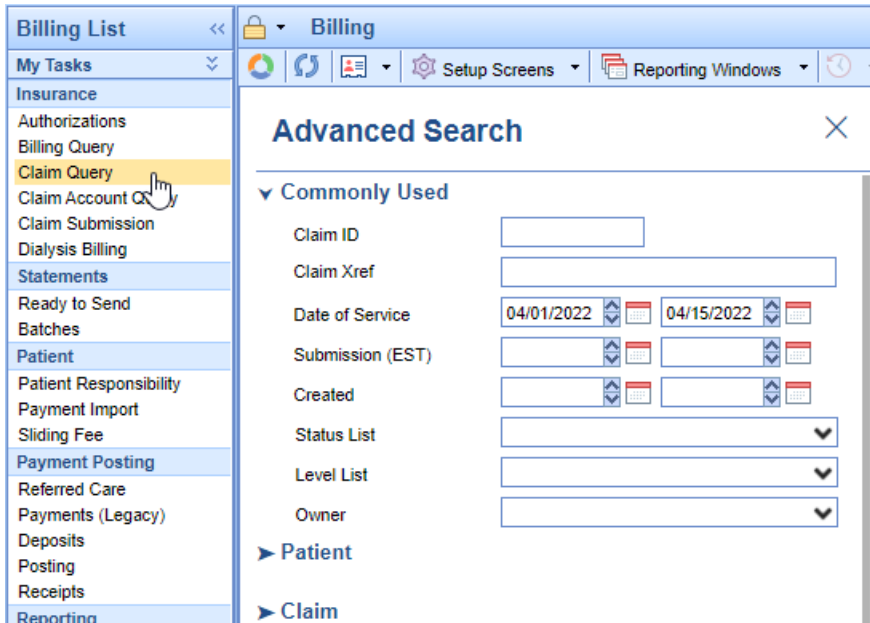 Billing List
My Tasks
Insurance
Authorizations
Billing Query
Claim Query
Claim Account Query
Claim Submission
Dialysis Billing
Statements
Ready to Send
Batches
Patient
Patient Responsibility
Payment Import
Sliding Fee
Payment Posting
Referred Care
Payments (Legacy)
Deposits
Posting
Receipts
Reporting
Billing
Setup Screens Reporting Windows
Advanced Search
Commonly Used
Claim ID
Claim Xref
Date of Service 04/01/2022 04/15/2022
Submission (EST)
Created
Status List
Level List
Owner
Patient
Claim